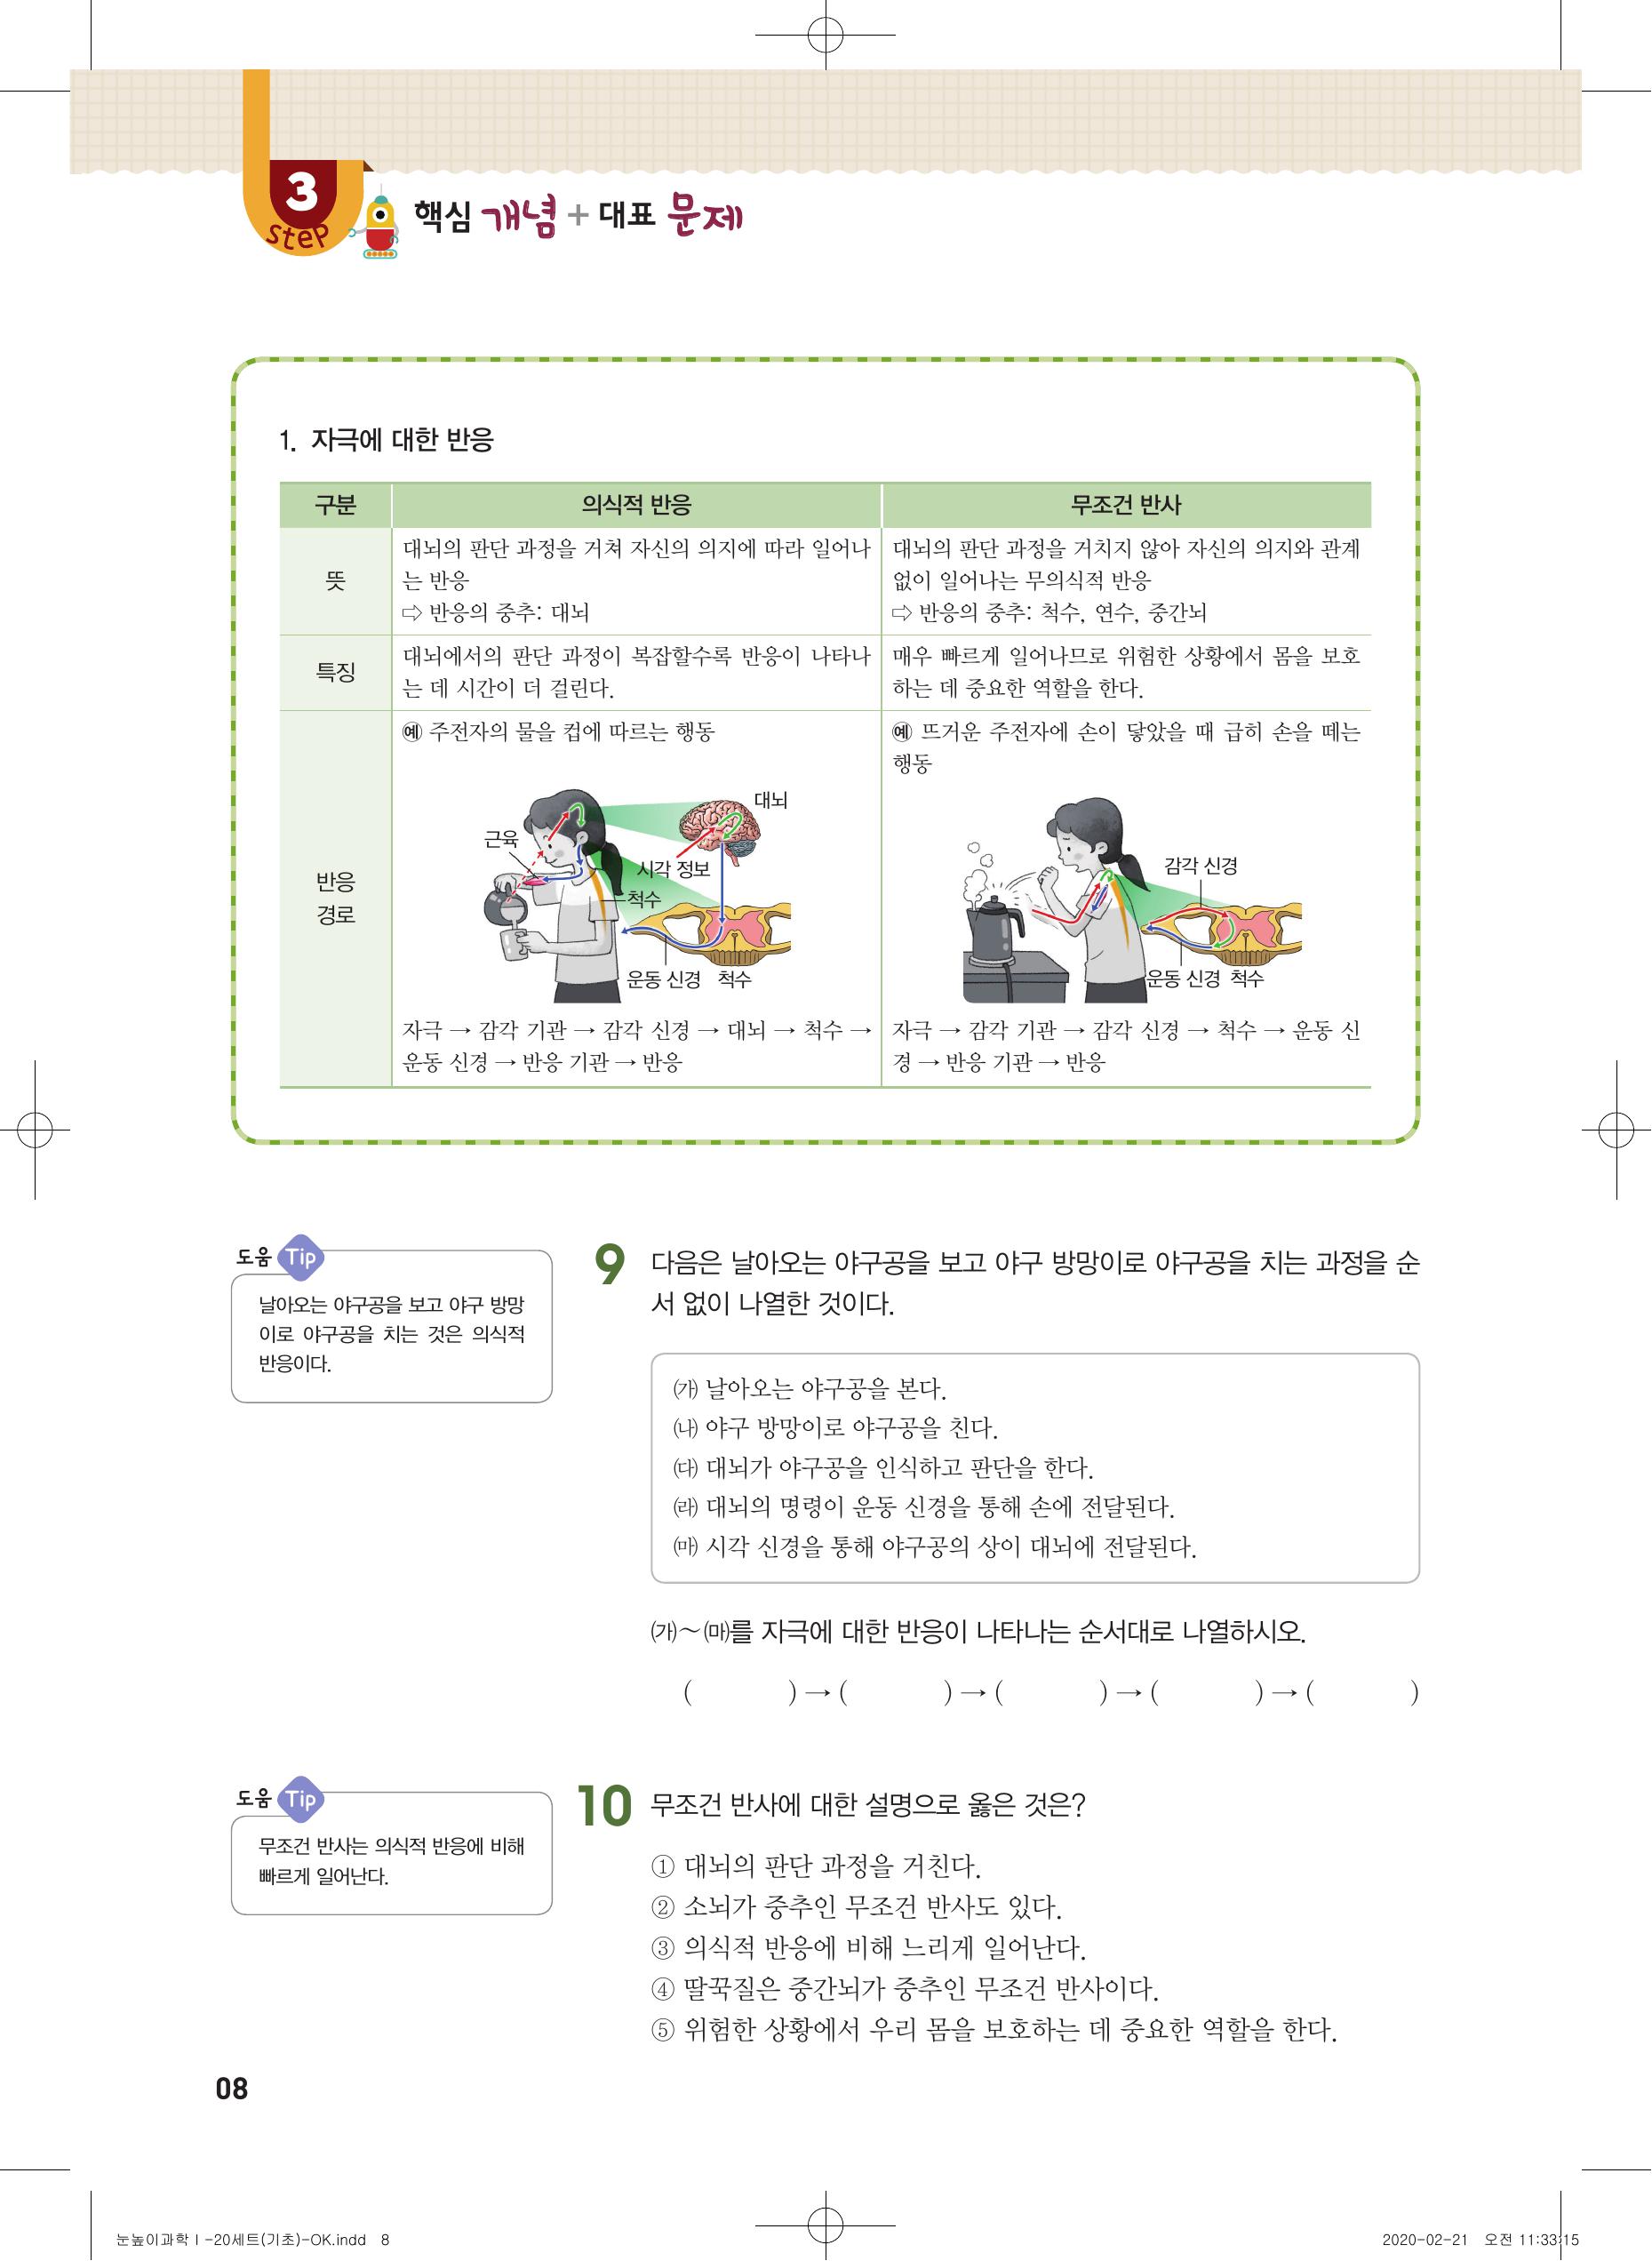 3
step
핵심 개념 + 대표 문제
1. 자극에 대한 반응
구분
의식적 반응
무조건 반사
뜻
대뇌의 판단 과정을 거쳐 자신의 의지에 따라 일어나
는 반응
⇨ 반응의 중추: 대뇌
대뇌의 판단 과정을 거치지 않아 자신의 의지와 관계
없이 일어나는 무의식적 반응
⇨ 반응의 중추: 척수, 연수, 중간뇌
특징
대뇌에서의 판단 과정이 복잡할수록 반응이 나타나
는 데 시간이 더 걸린다.
매우 빠르게 일어나므로 위험한 상황에서 몸을 보호
하는 데 중요한 역할을 한다.
반응
경로
예 주전자의 물을 컵에 따르는 행동
대뇌
근육
시각 정보
척수
운동 신경 척수
자극 → 감각 기관 → 감각 신경 → 대뇌 → 척수 →
운동 신경 → 반응 기관 → 반응
예 뜨거운 주전자에 손이 닿았을 때 급히 손을 떼는
행동
감각 신경
운동 신경 척수
자극 → 감각 기관 → 감각 신경 → 척수 → 운동 신
경 → 반응 기관 → 반응
도움 Tip
날아오는 야구공을 보고 야구 방망
이로 야구공을 치는 것은 의식적
반응이다.
9 다음은 날아오는 야구공을 보고 야구 방망이로 야구공을 치는 과정을 순
서 없이 나열한 것이다.
㈎ 날아오는 야구공을 본다.
㈏ 야구 방망이로 야구공을 친다.
㈐ 대뇌가 야구공을 인식하고 판단을 한다.
㈑ 대뇌의 명령이 운동 신경을 통해 손에 전달된다.
㈒ 시각 신경을 통해 야구공의 상이 대뇌에 전달된다.
㈎～㈒를 자극에 대한 반응이 나타나는 순서대로 나열하시오.
( ) → ( ) → ( ) → ( ) → ( )
도움 Tip
무조건 반사는 의식적 반응에 비해
빠르게 일어난다.
10 무조건 반사에 대한 설명으로 옳은 것은?
① 대뇌의 판단 과정을 거친다.
② 소뇌가 중추인 무조건 반사도 있다.
③ 의식적 반응에 비해 느리게 일어난다.
④ 딸꾹질은 중간뇌가 중추인 무조건 반사이다.
⑤ 위험한 상황에서 우리 몸을 보호하는 데 중요한 역할을 한다.
08
눈높이과학Ⅰ-20세트(기초)-OK.indd 8
2020-02-21 오전 11:33:15